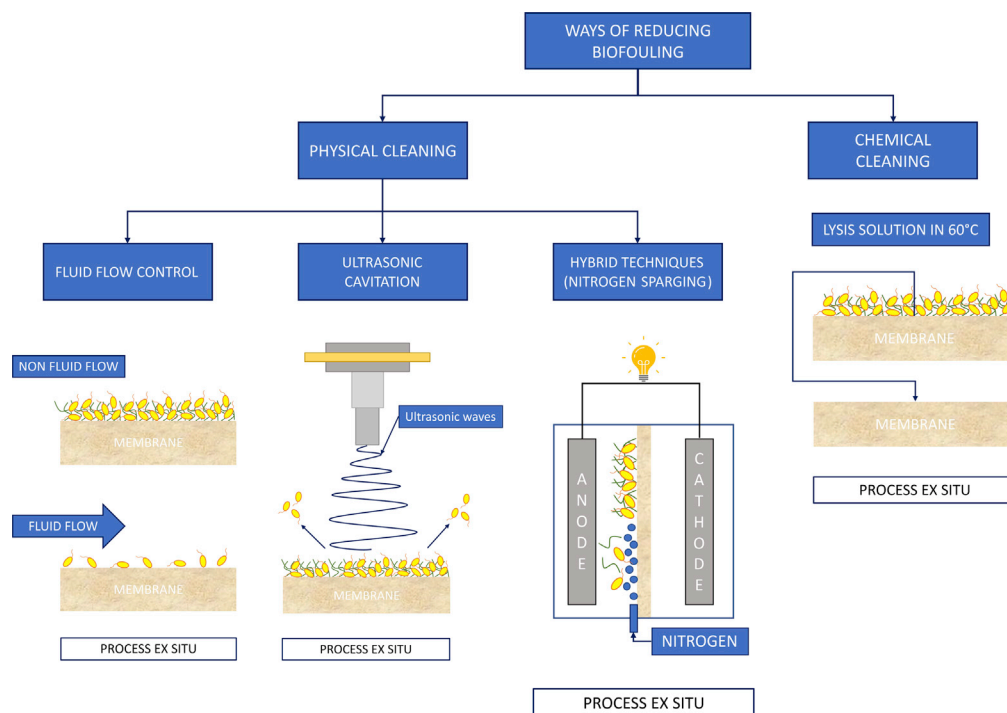 WAYS OF REDUCING
BIOFOULING
PHYSICAL CLEANING
CHEMICAL
CLEANING
FLUID FLOW CONTROL
ULTRASONIC
CAVITATION
HYBRID TECHNIQUES
(NITROGEN SPARGING)
LYSIS SOLUTION IN 60°C
NON FLUID FLOW
MEMBRANE
FLUID FLOW
MEMBRANE
PROCESS EX SITU
Ultrasonic waves
MEMBRANE
PROCESS EX SITU
ANODE
CATHODE
NITROGEN
PROCESS EX SITU
MEMBRANE
MEMBRANE
PROCESS EX SITU